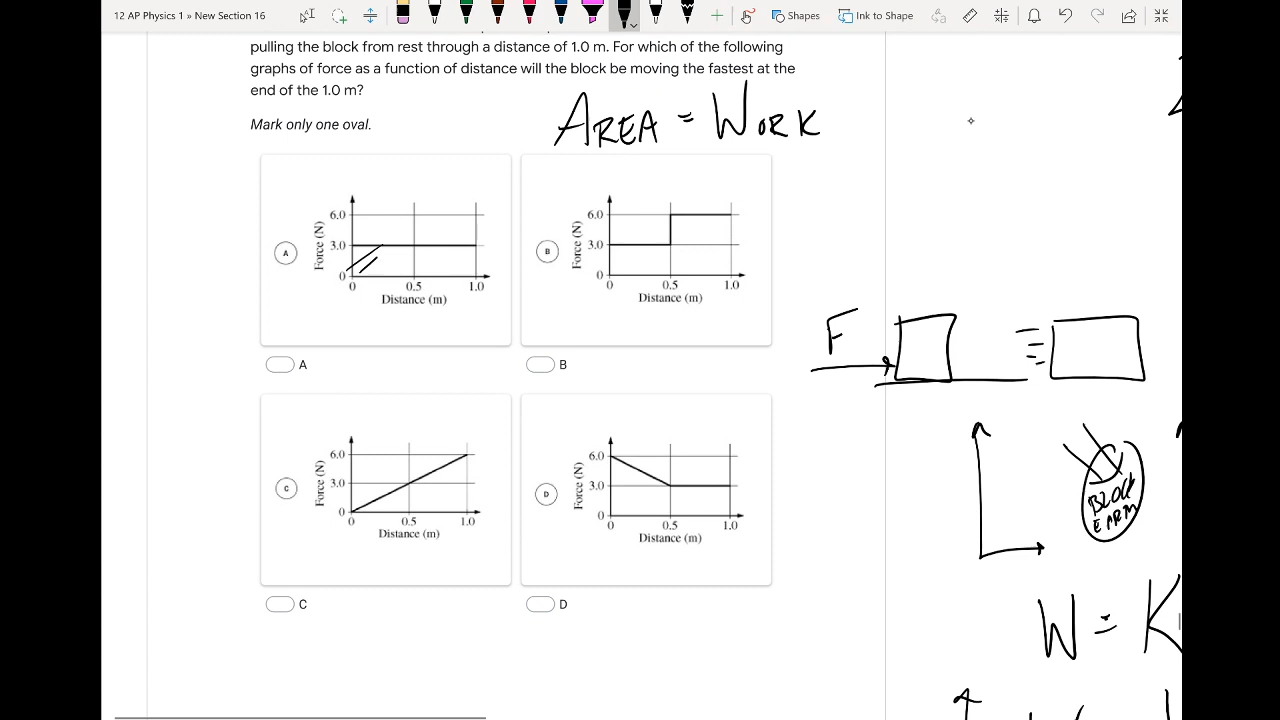 12 AP Physics 1 » New Section 16
Shapes
Ink to Shape
pulling the block from rest through a distance of 1.0 m. For which of the following
graphs of force as a function of distance will the block be moving the fastest at the
end of the 1.0 m?
Mark only one oval.
AREA = WORK
A
Force (N)
6.0
3.0
0
0 0.5 1.0
Distance (m)
B
Force (N)
6.0
3.0
0
0 0.5 1.0
Distance (m)
A
B
F
C
Force (N)
6.0
3.0
0
0 0.5 1.0
Distance (m)
D
Force (N)
6.0
3.0
0
0 0.5 1.0
Distance (m)
C
D
BLOCK
EARTH
W = K